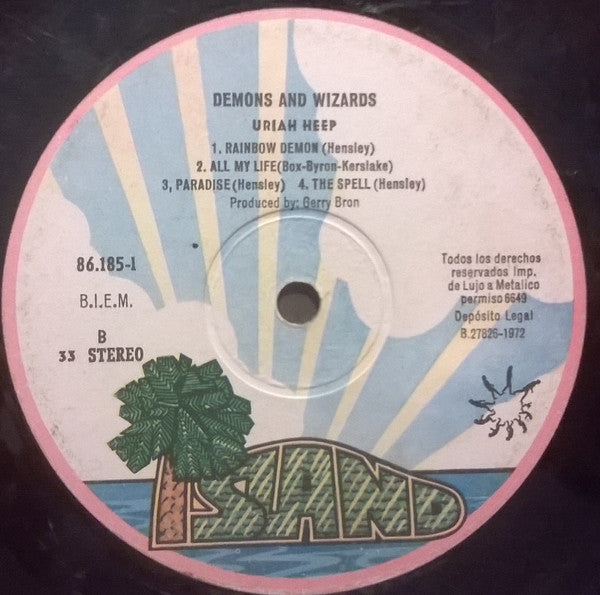 DEMONS AND WIZARDS
URIAH HEEP
1. RAINBOW DEMON (Hensley)
2. ALL MY LIFE(Box-Byron-Kerslake)
3, PARADISE(Hensley) 4. THE SPELL (Hensley)
Produced by: Gerry Bron
86.185-1
B.I.E.M.
B
33 STEREO
Todos los derechos
reservados Imp.
de Lujo a Metalico
permiso 6649
Depósito Legal
B.27826-1972
ISLAND